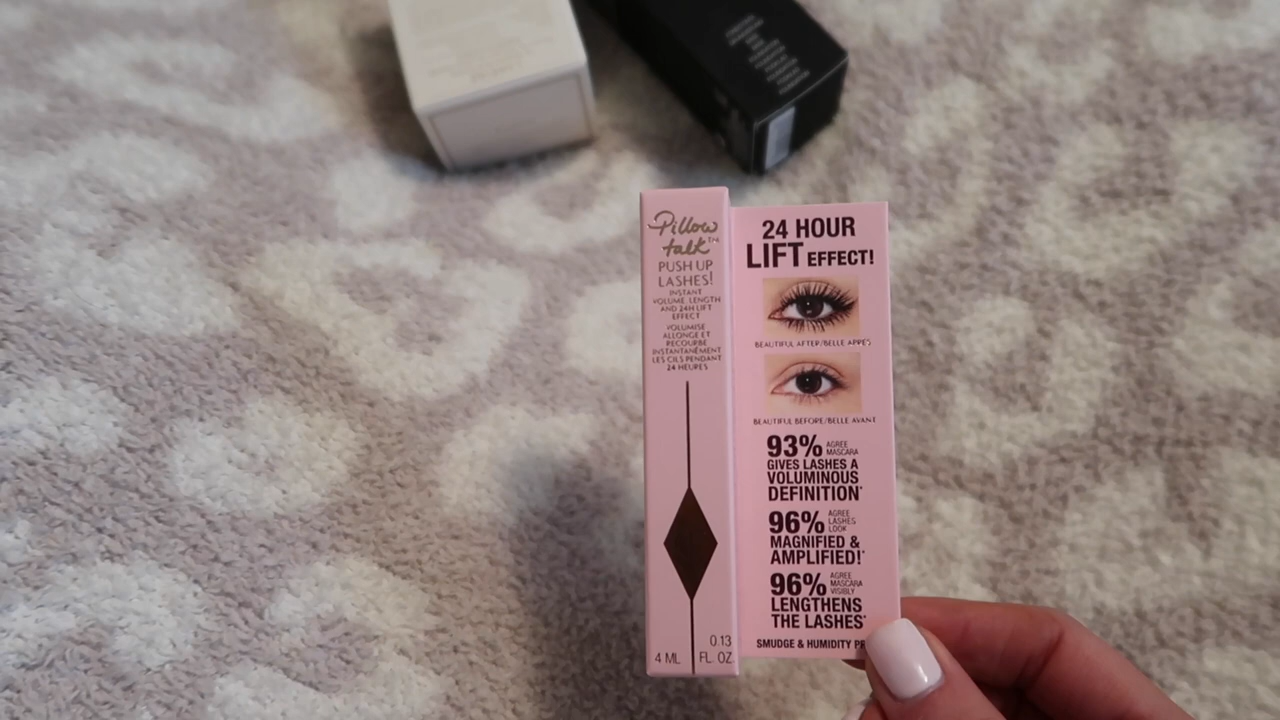 Pillow
talk™
PUSH UP
LASHES!
INSTANT
VOLUME, LENGTH
AND 24H LIFT
EFFECT
VOLUMISE
ALLONGE ET
RECOURBE
INSTANTANÉMENT
LES CILS PENDANT
24 HEURES
4 ML
0.13
FL. OZ.
24 HOUR
LIFT EFFECT!
BEAUTIFUL AFTER/BELLE APRÈS
BEAUTIFUL BEFORE/BELLE AVANT
93% AGREE
MASCARA
GIVES LASHES A
VOLUMINOUS
DEFINITION*
96% AGREE
LASHES
LOOK
MAGNIFIED &
AMPLIFIED!*
96% AGREE
MASCARA
VISIBLY
LENGTHENS
THE LASHES*
SMUDGE & HUMIDITY PR